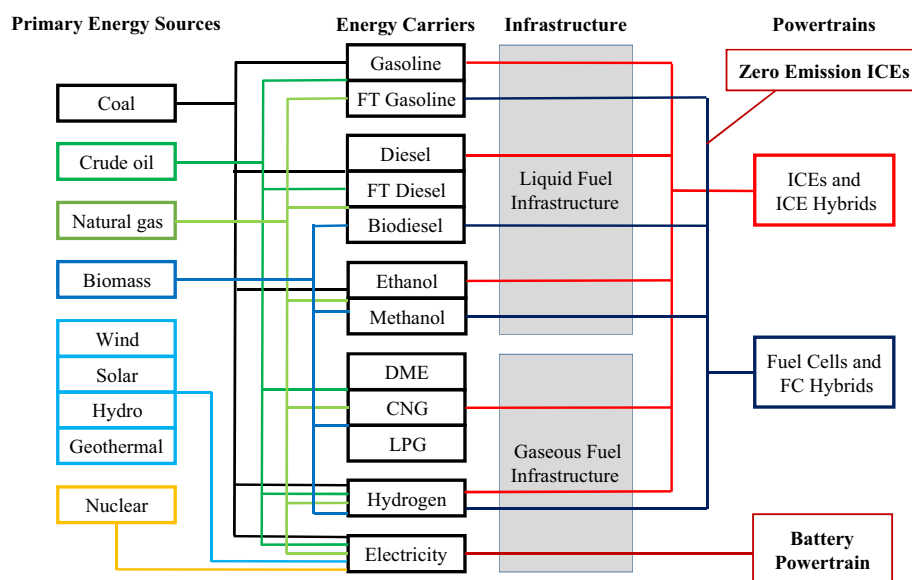 Primary Energy Sources
Energy Carriers
Infrastructure
Powertrains
Coal
Crude oil
Natural gas
Biomass
Wind
Solar
Hydro
Geothermal
Nuclear
Gasoline
FT Gasoline
Diesel
FT Diesel
Biodiesel
Ethanol
Methanol
DME
CNG
LPG
Hydrogen
Electricity
Liquid Fuel
Infrastructure
Gaseous Fuel
Infrastructure
Zero Emission ICEs
ICEs and
ICE Hybrids
Fuel Cells and
FC Hybrids
Battery
Powertrain